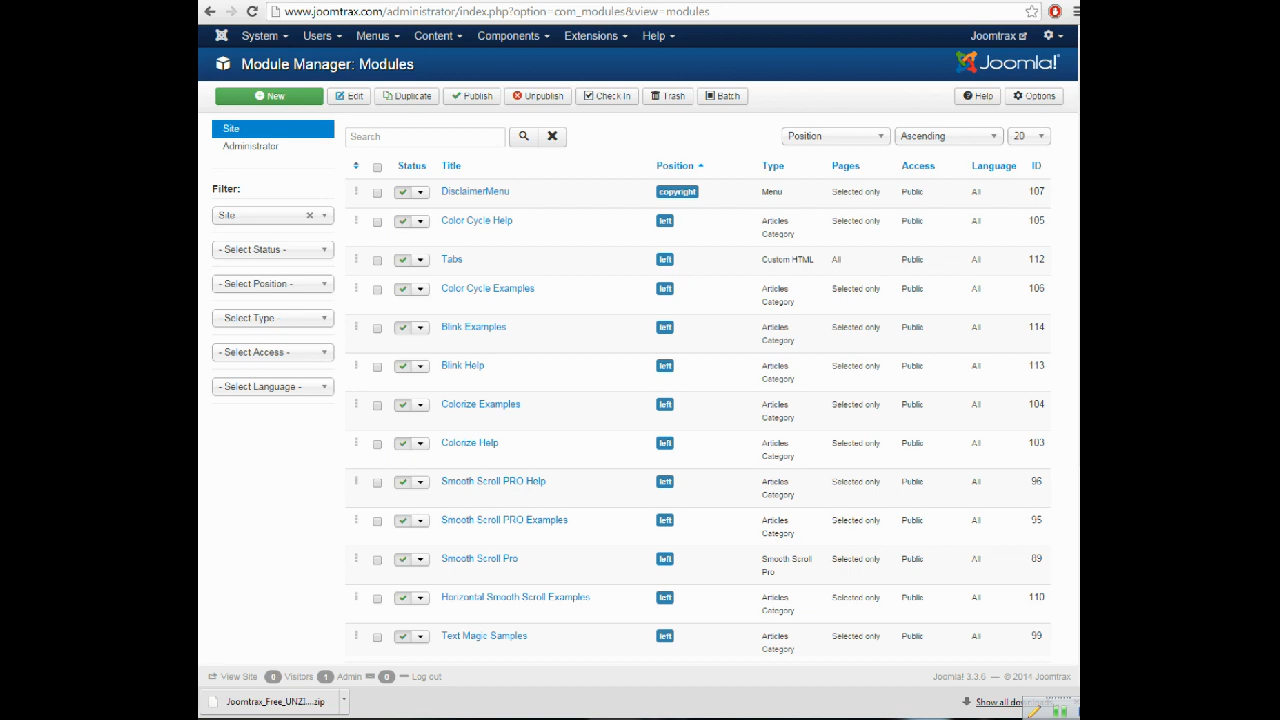 www.joomtrax.com/administrator/index.php?option=com_modules&view=modules
System Users Menus Content Components Extensions Help Joomtrax
Module Manager: Modules Joomla!
New Edit Duplicate Publish Unpublish Check In Trash Batch Help Options
Site
Administrator
Filter:
Site
- Select Status -
- Select Position -
- Select Type -
- Select Access -
- Select Language -
Search Position Ascending 20
Status Title Position Type Pages Access Language ID
DisclaimerMenu copyright Menu Selected only Public All 107
Color Cycle Help left Articles Category Selected only Public All 105
Tabs left Custom HTML All Public All 112
Color Cycle Examples left Articles Category Selected only Public All 106
Blink Examples left Articles Category Selected only Public All 114
Blink Help left Articles Category Selected only Public All 113
Colorize Examples left Articles Category Selected only Public All 104
Colorize Help left Articles Category Selected only Public All 103
Smooth Scroll PRO Help left Articles Category Selected only Public All 96
Smooth Scroll PRO Examples left Articles Category Selected only Public All 95
Smooth Scroll Pro left Smooth Scroll Pro Selected only Public All 89
Horizontal Smooth Scroll Examples left Articles Category Selected only Public All 110
Text Magic Samples left Articles Category Selected only Public All 99
View Site 0 Visitors 1 Admin 0 Log out Joomla! 3.3.6 — © 2014 Joomtrax
Joomtrax_Free_UNZI....zip Show all